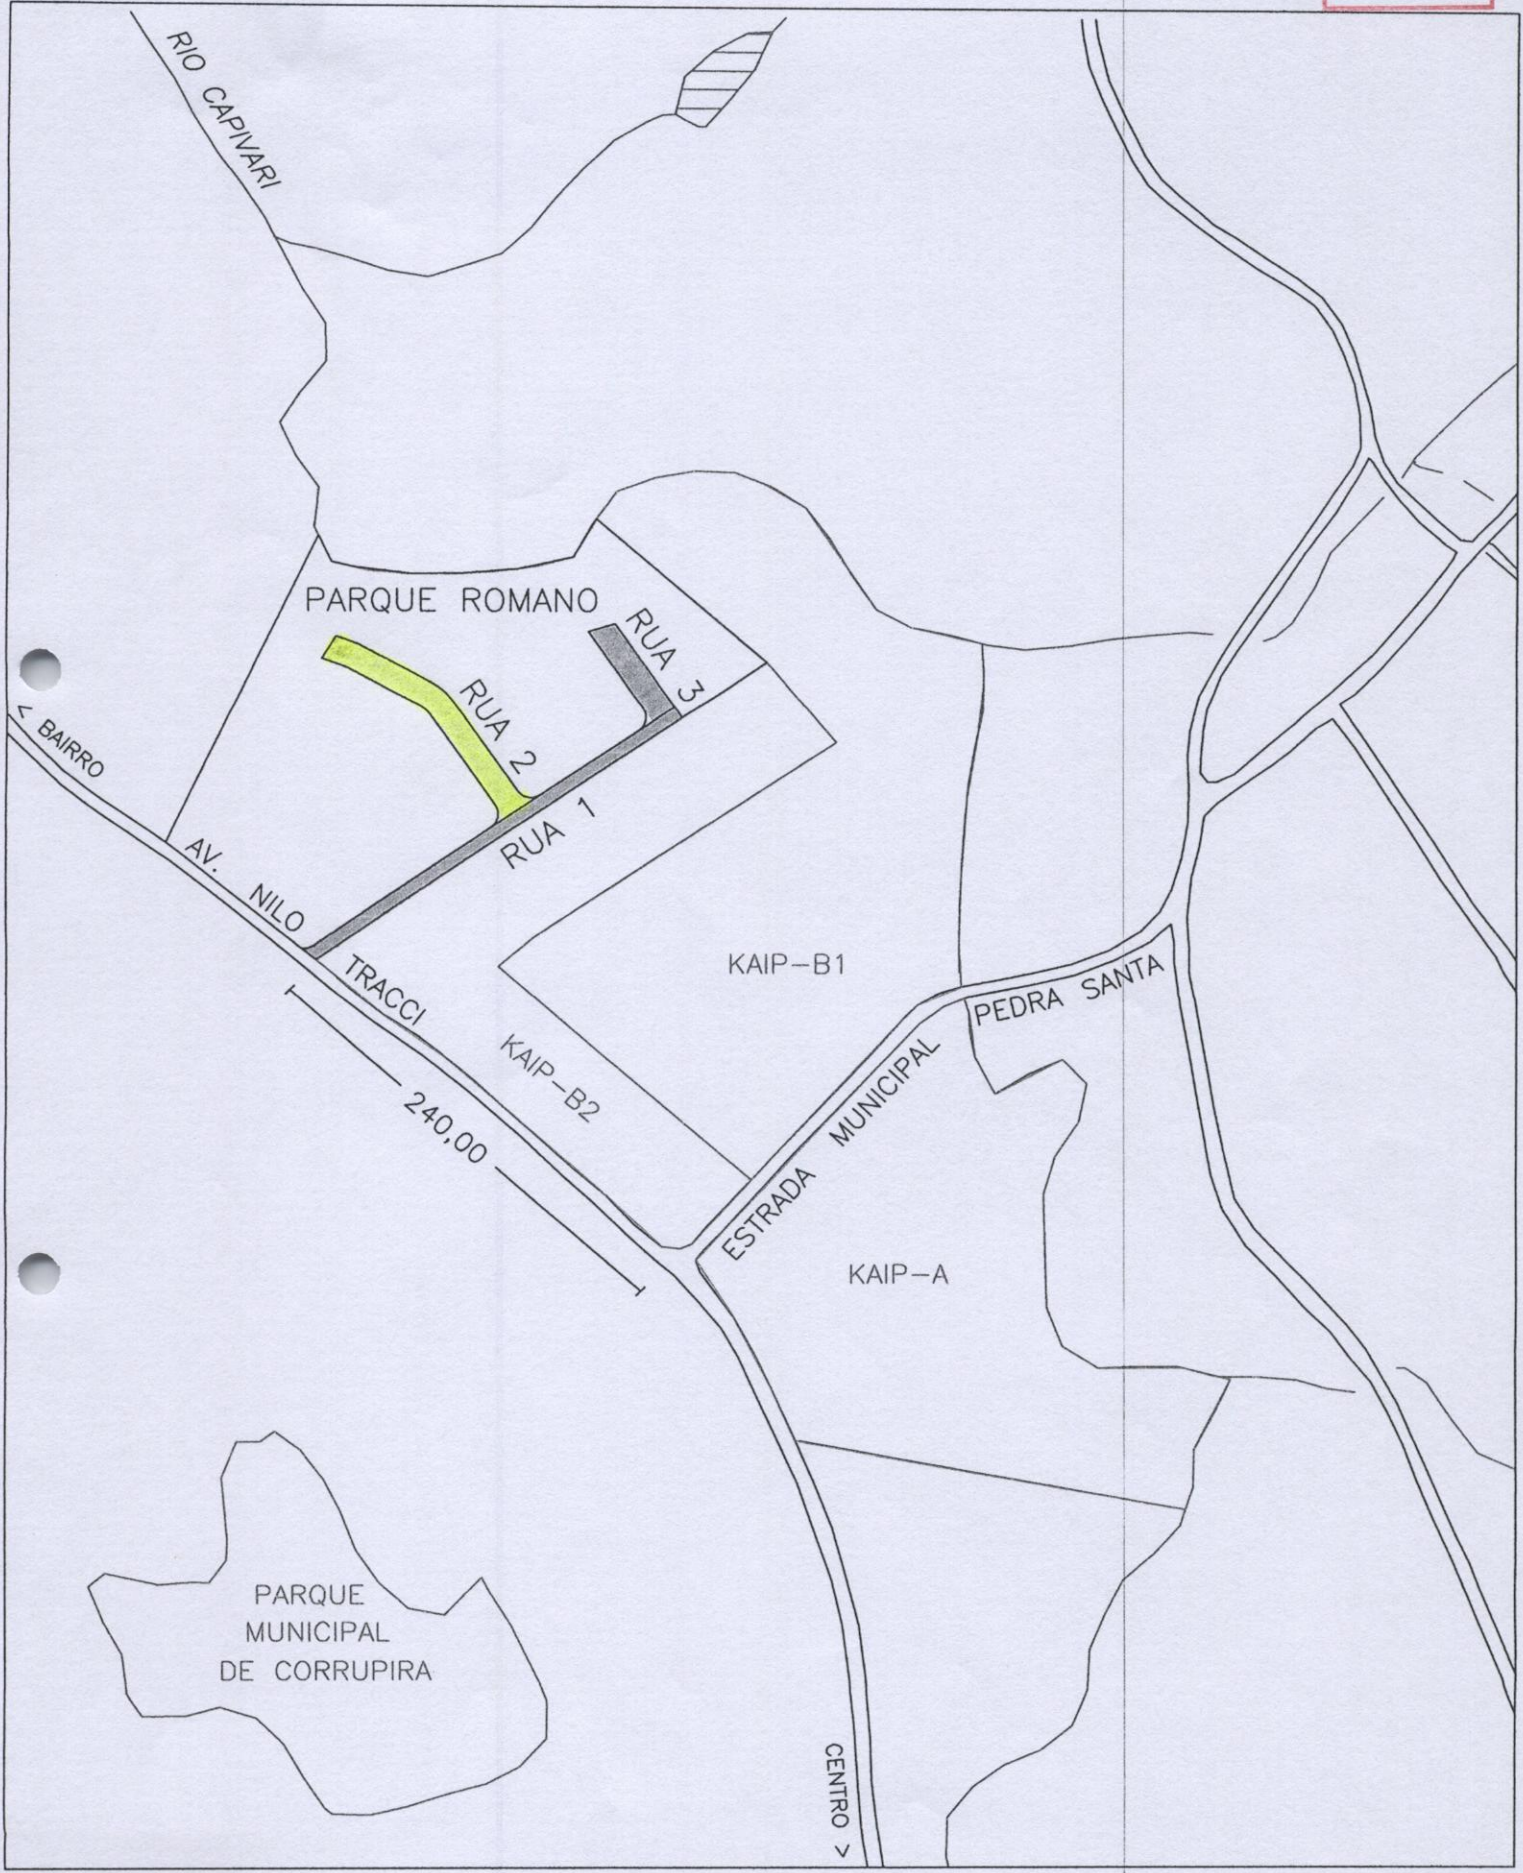 RIO CAPIVARI
PARQUE ROMANO
RUA 3
RUA 2
RUA 1
< BAIRRO
AV. NILO TRACCI
KAIP-B1
PEDRA SANTA
ESTRADA MUNICIPAL
KAIP-B2
240,00
KAIP-A
PARQUE
MUNICIPAL
DE CORRUPIRA
CENTRO >